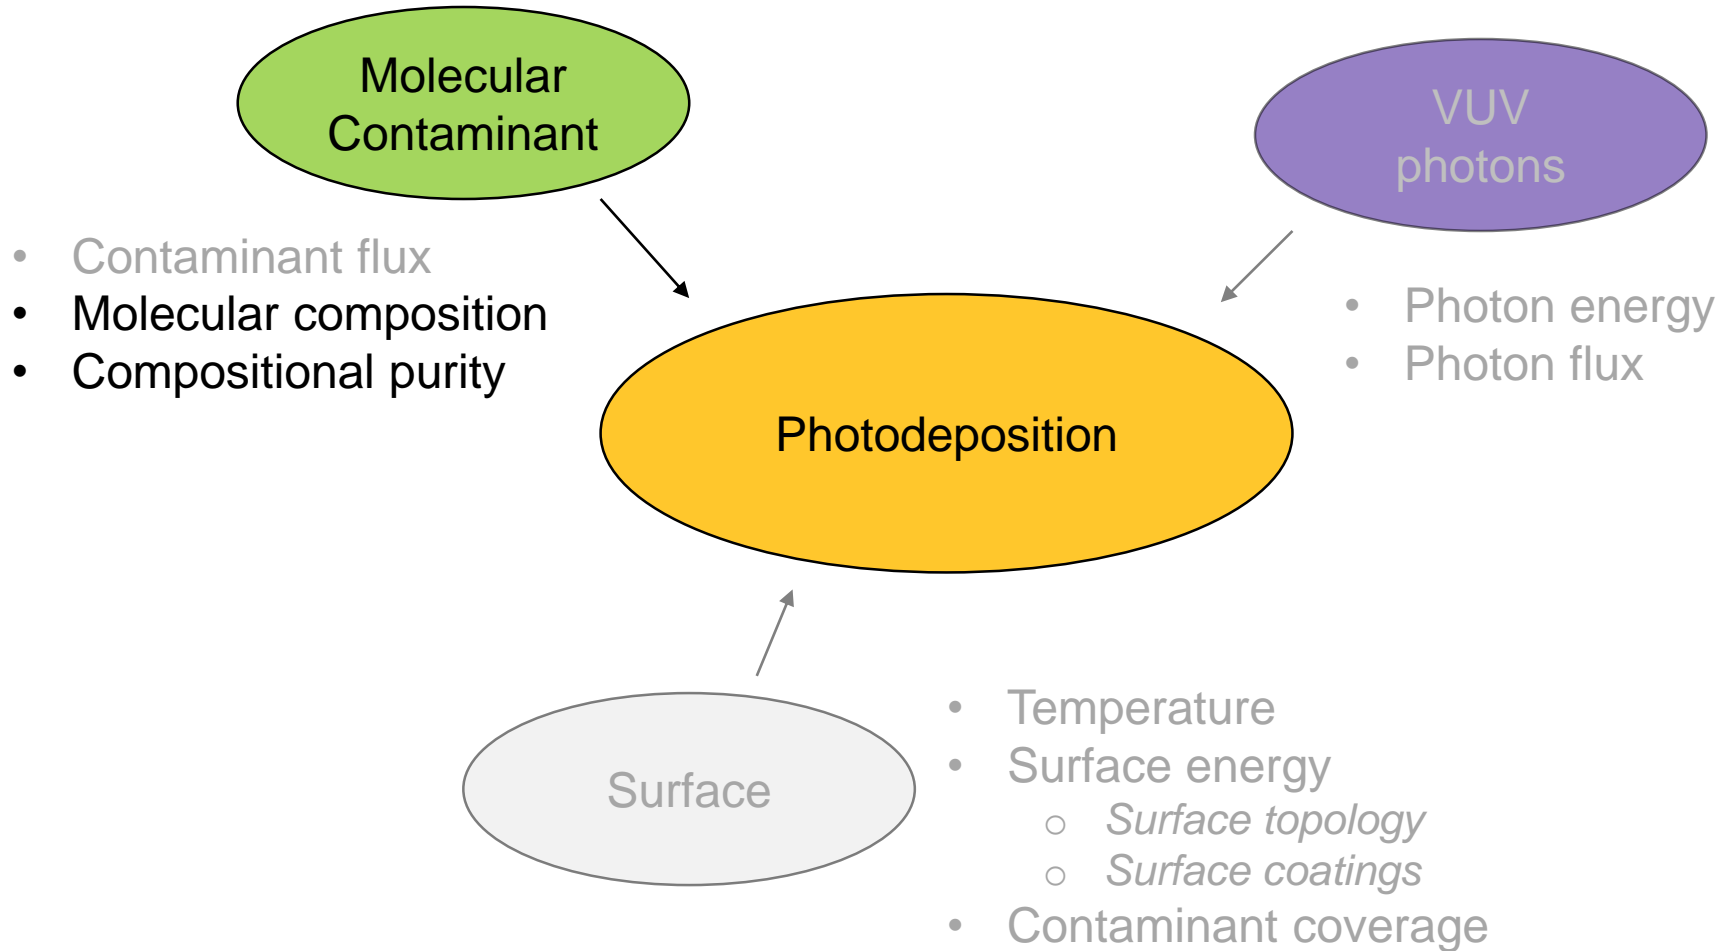 Molecular
Contaminant
VUV
photons
• Contaminant flux
• Molecular composition
• Compositional purity
• Photon energy
• Photon flux
Photodeposition
Surface
• Temperature
• Surface energy
o Surface topology
o Surface coatings
• Contaminant coverage